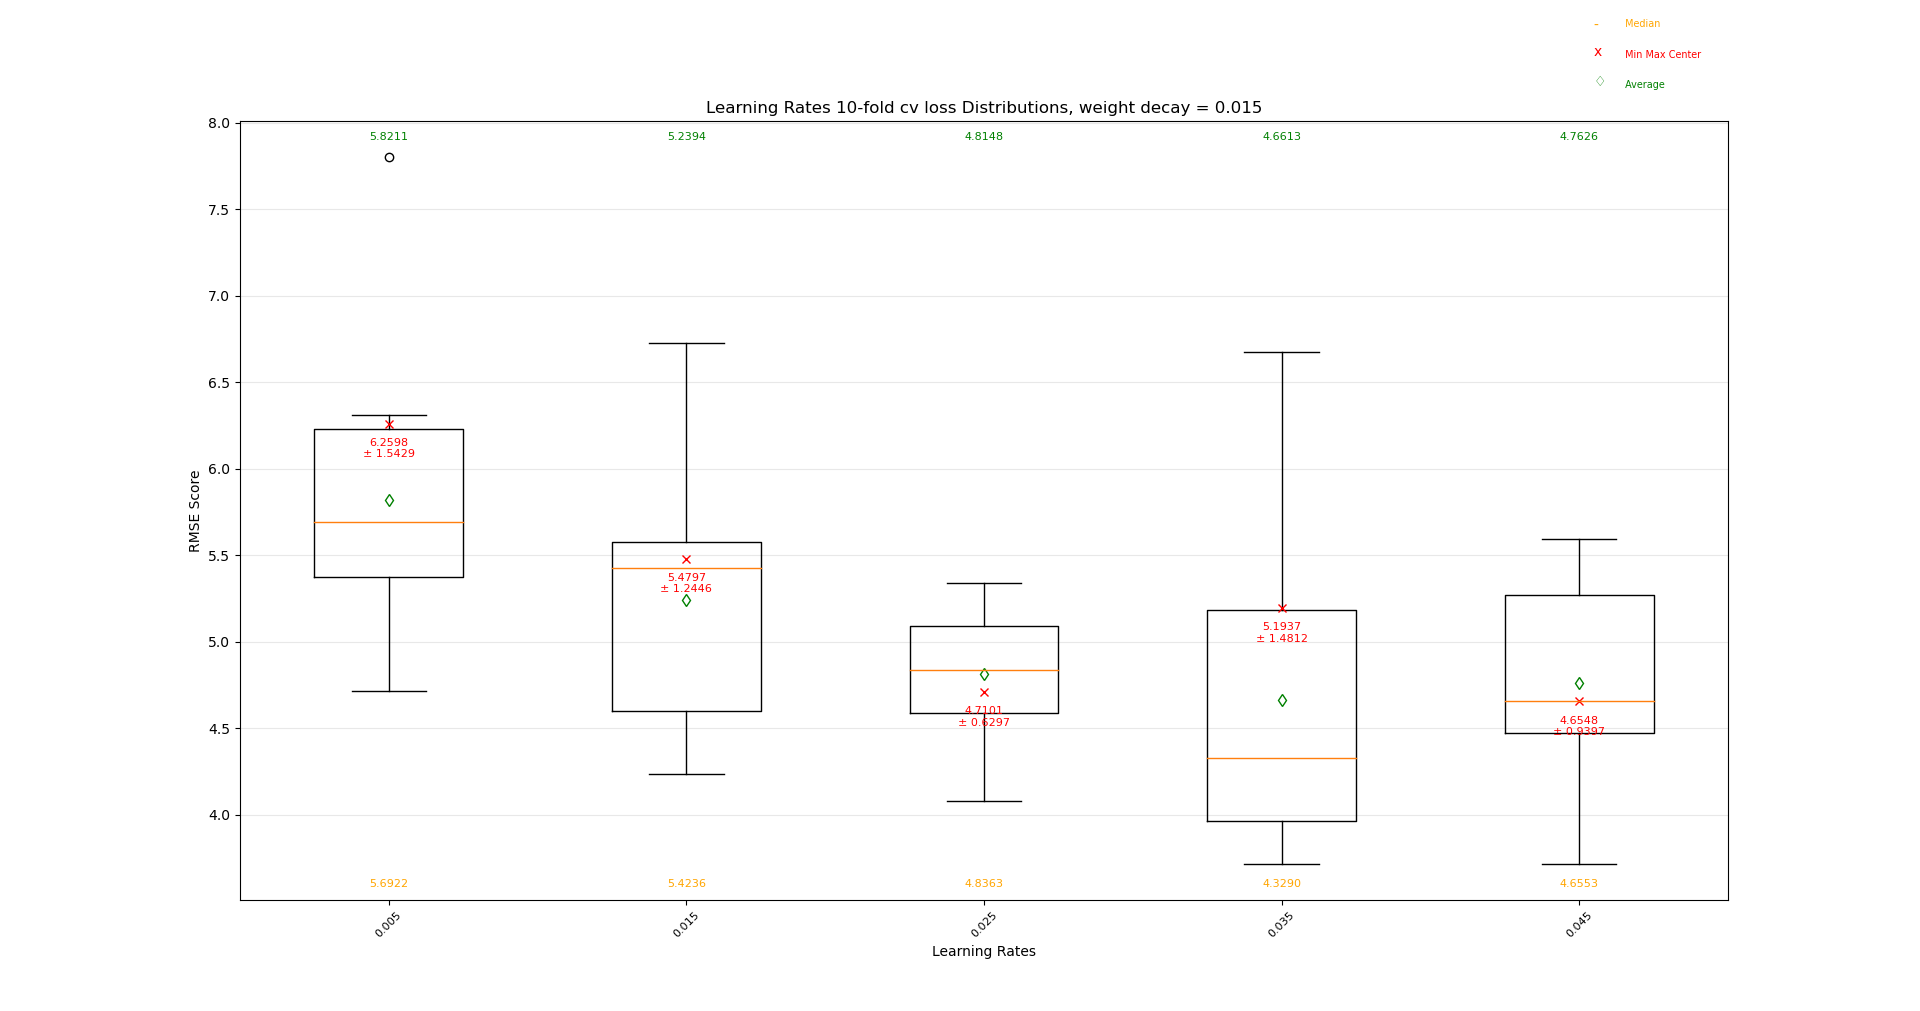 – Median
x Min Max Center
◇ Average
Learning Rates 10-fold cv loss Distributions, weight decay = 0.015
8.0
7.5
7.0
6.5
6.0
5.5
5.0
4.5
4.0
RMSE Score
5.8211 5.2394 4.8148 4.6613 4.7626
6.2598
± 1.5429
5.4797
± 1.2446
4.7101
± 0.6297
5.1937
± 1.4812
4.6548
± 0.9397
5.6922 5.4236 4.8363 4.3290 4.6553
0.005 0.015 0.025 0.035 0.045
Learning Rates